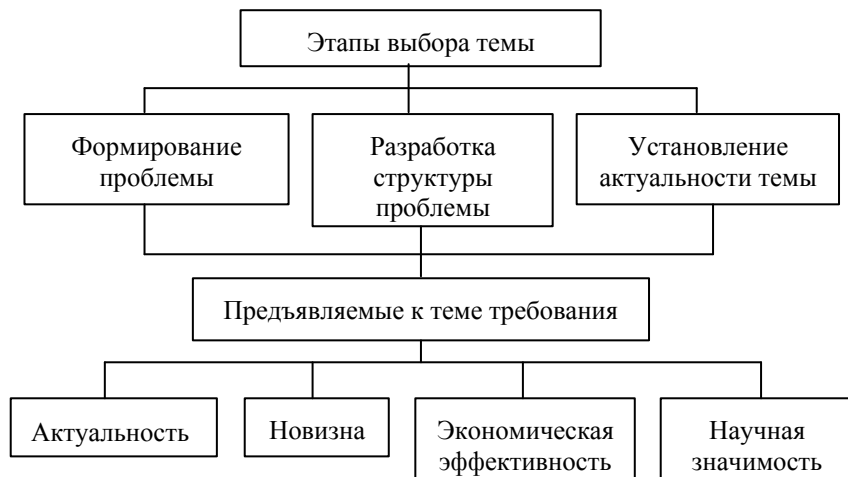 Этапы выбора темы
Формирование
проблемы
Разработка
структуры
проблемы
Установление
актуальности темы
Предъявляемые к теме требования
Актуальность
Новизна
Экономическая
эффективность
Научная
значимость